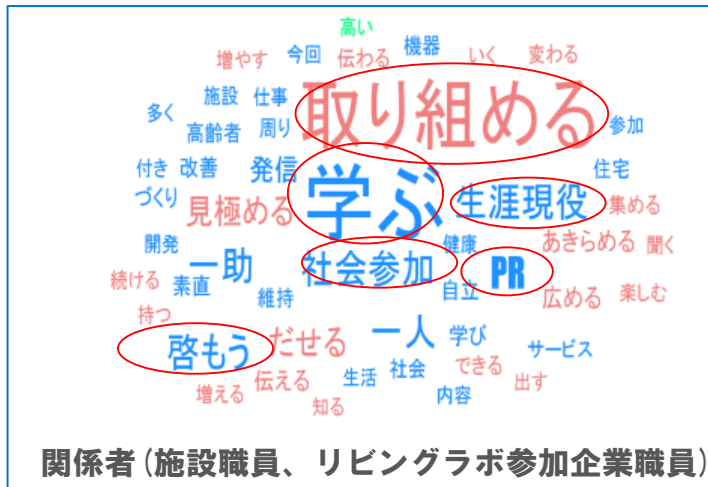 高い
増やす 今回 伝わる 機器 いく 変わる
多く 施設 仕事 取り組める
高齢者 周り 参加
付き 改善 発信 学ぶ 住宅
づくり 見極める 生涯現役 集める
開発 一助 社会参加 健康 あきらめる 聞く
続ける 素直 維持 自立 PR 広める 楽しむ
持つ
啓もう だせる 一人 学び サービス
増える 伝える 生活 社会 できる 出す
知る 内容
関係者(施設職員、リビングラボ参加企業職員)